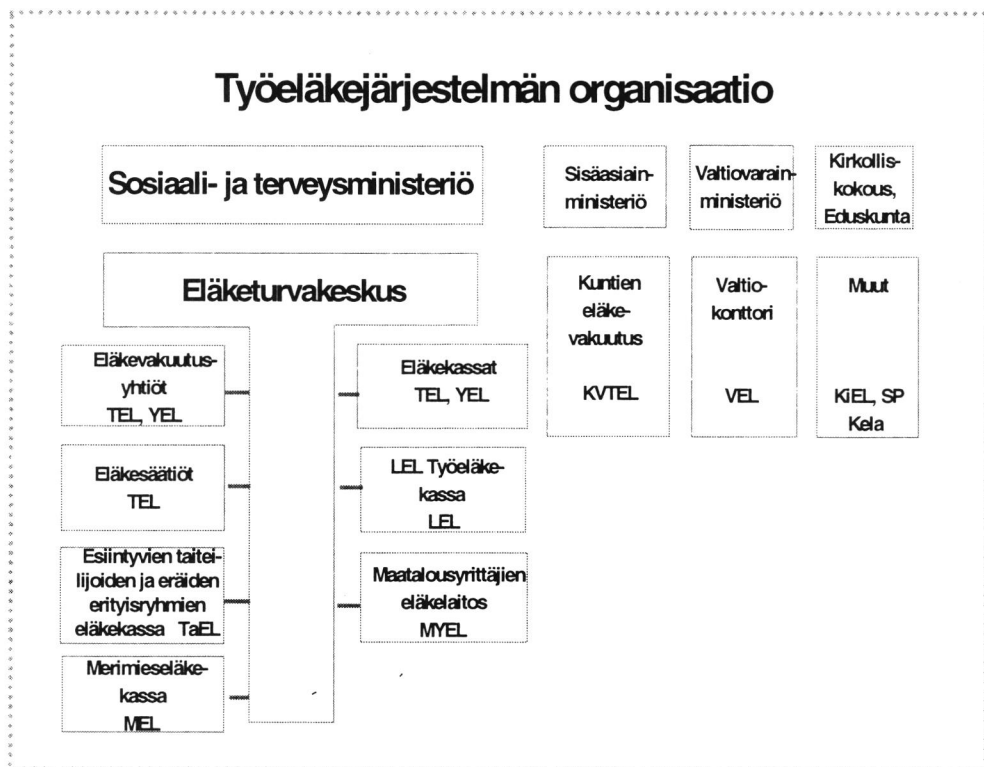 Työeläkejärjestelmän organisaatio
Sosiaali- ja terveysministeriö
Sisäasiain-
ministeriö
Valtiovarain-
ministeriö
Kirkollis-
kokous,
Eduskunta
Eläketurvakeskus
Kuntien
eläke-
vakuutus
KVTEL
Valtio-
konttori
VEL
Muut
KiEL, SP
Kela
Eläkevakuutus-
yhtiöt
TEL, YEL
Eläkekassat
TEL, YEL
Eläkesäätiöt
TEL
LEL Työeläke-
kassa
LEL
Esiintyvien taitei-
lijoiden ja eräiden
erityisryhmien
eläkekassa TaEL
Maatalousyrittäjien
eläkelaitos
MYEL
Merimieseläke-
kassa
MEL